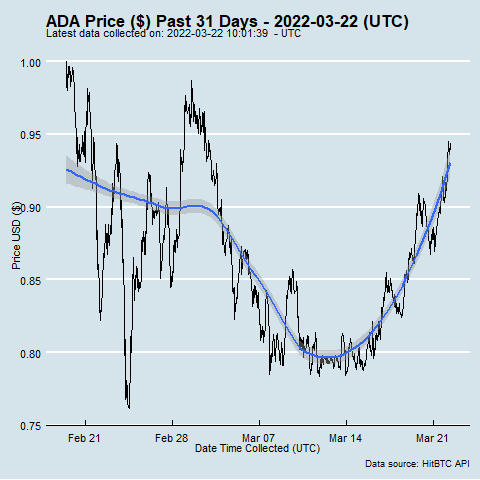 ADA Price ($) Past 31 Days - 2022-03-22 (UTC)
Latest data collected on: 2022-03-22 10:01:39 - UTC
1.00
0.95
0.90
0.85
0.80
0.75
Price USD ($)
Feb 21 Feb 28 Mar 07 Mar 14 Mar 21
Date Time Collected (UTC)
Data source: HitBTC API